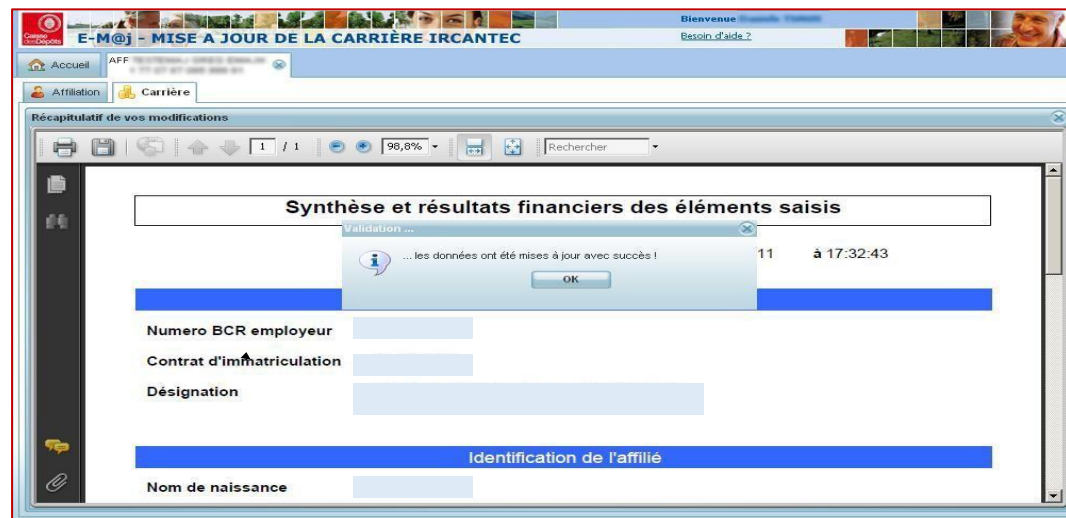 Bienvenue
Caisse
desDépôts
E-M@j - MISE A JOUR DE LA CARRIÈRE IRCANTEC
Besoin d'aide ?
Accueil
AFF
Affiliation
Carrière
Récapitulatif de vos modifications
1 / 1
98,8%
Rechercher
Synthèse et résultats financiers des éléments saisis
Validation ...
... les données ont été mises à jour avec succès !
11 à 17:32:43
OK
Numero BCR employeur
Contrat d'immatriculation
Désignation
Identification de l'affilié
Nom de naissance